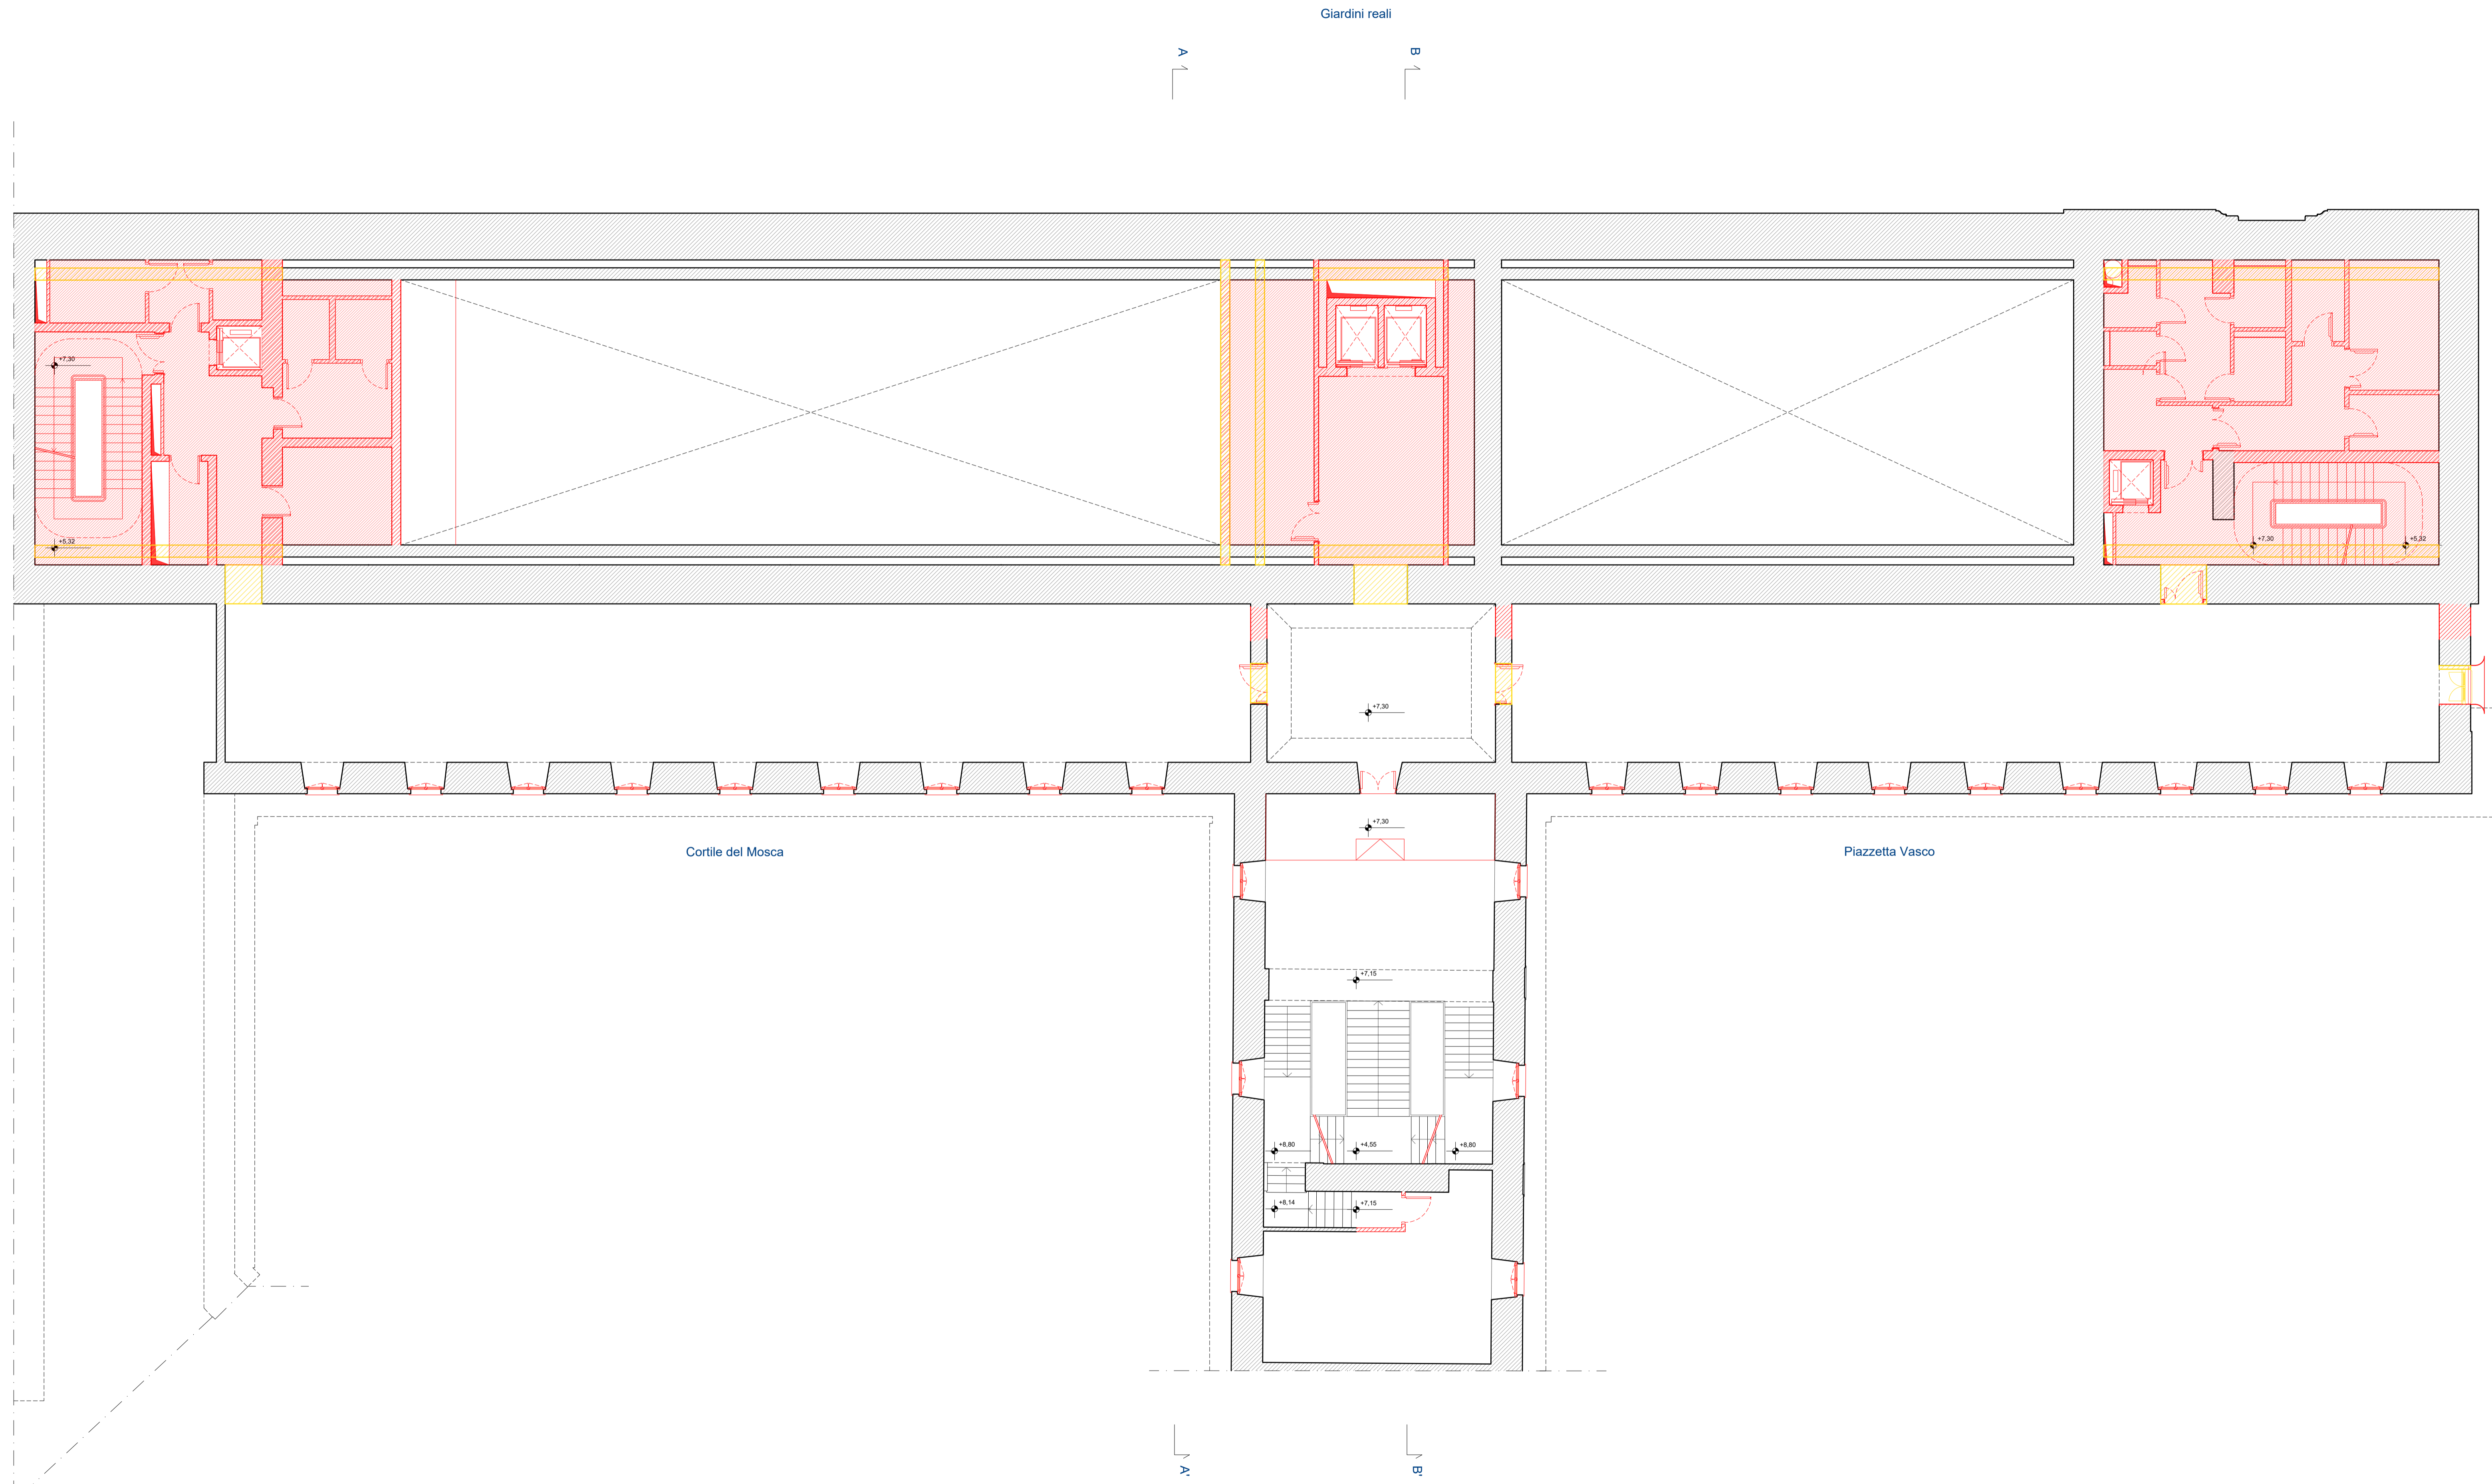 Giardini reali
A
B
+7,30
+5,32
+7,30
+5,32
+7,30
+7,30
Cortile del Mosca
Piazzetta Vasco
+7,15
+8,80
+4,55
+8,80
+8,14
+7,15
A'
B'